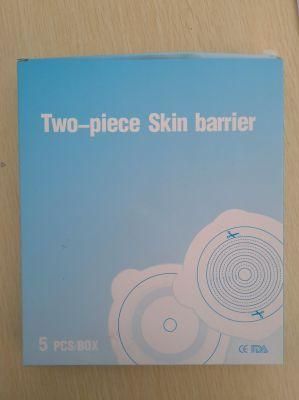 Two-piece Skin barrier
5 PCS/BOX
CE FDA